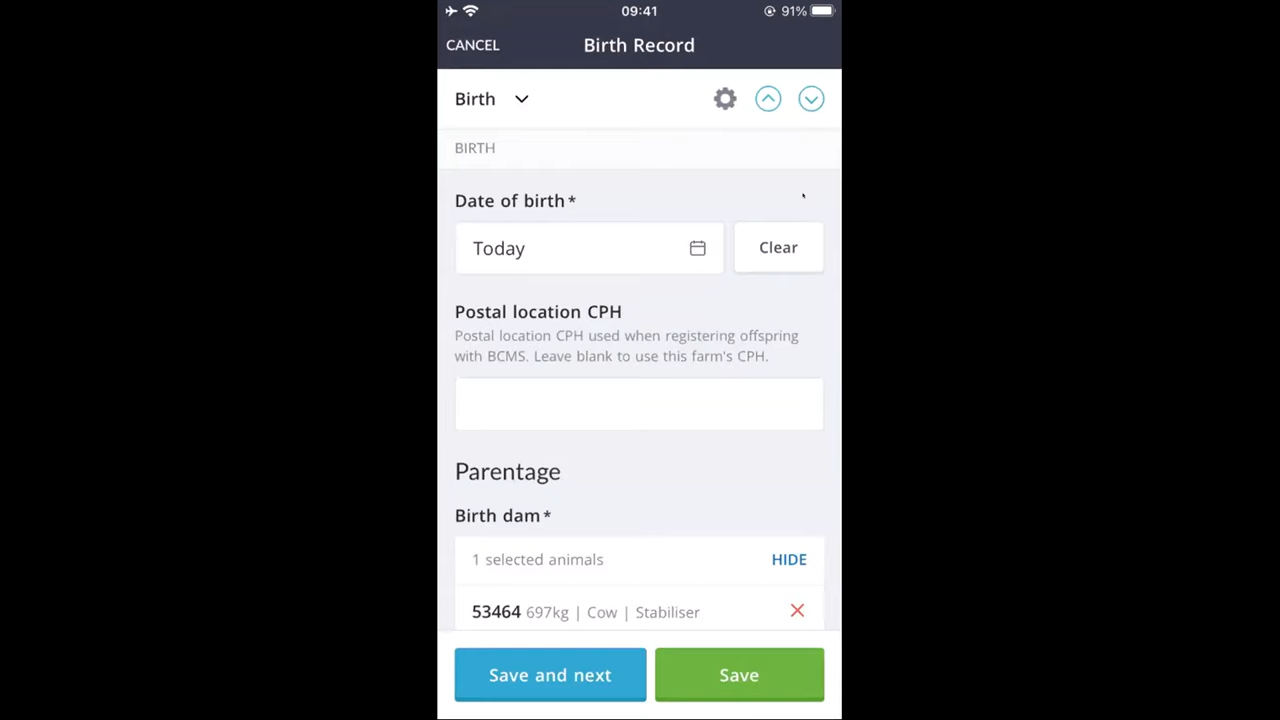 09:41
91%
CANCEL
Birth Record
Birth
BIRTH
Date of birth*
Today
Clear
Postal location CPH
Postal location CPH used when registering offspring
with BCMS. Leave blank to use this farm's CPH.
Parentage
Birth dam*
1 selected animals
HIDE
53464 697kg | Cow | Stabiliser
Save and next
Save